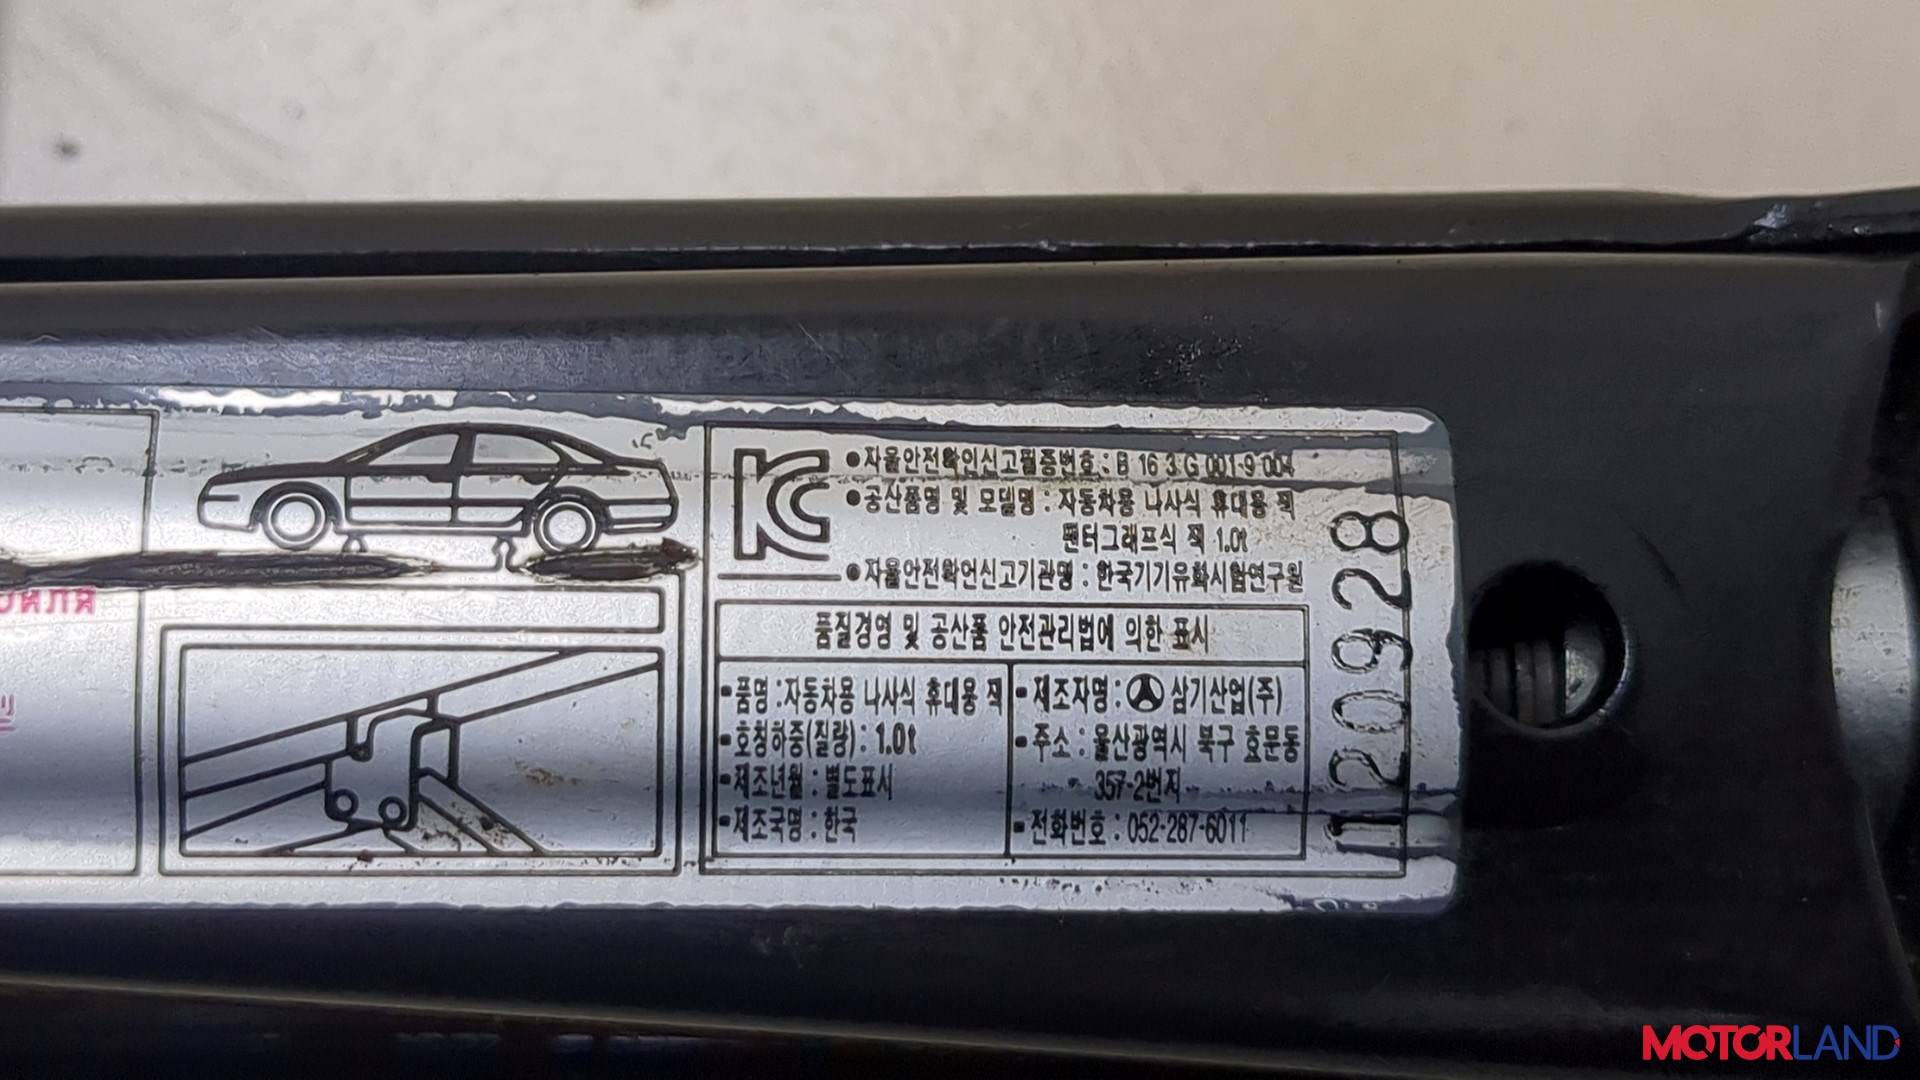 KC
●자율안전확인신고필증번호 : B 16 3 G 001-9 004
●공산품명 및 모델명 : 자동차용 나사식 휴대용 잭
팬터그래프식 잭 1.0t
●자율안전확인신고기관명 : 한국기기유화시험연구원
품질경영 및 공산품 안전관리법에 의한 표시
▪품명 : 자동차용 나사식 휴대용 잭
▪호칭하중(질량) : 1.0t
▪제조년월 : 별도표시
▪제조국명 : 한국
▪제조자명 : 삼기산업(주)
▪주소 : 울산광역시 북구 효문동
357-2번지
▪전화번호 : 052-287-6011
120928
MOTORLAND